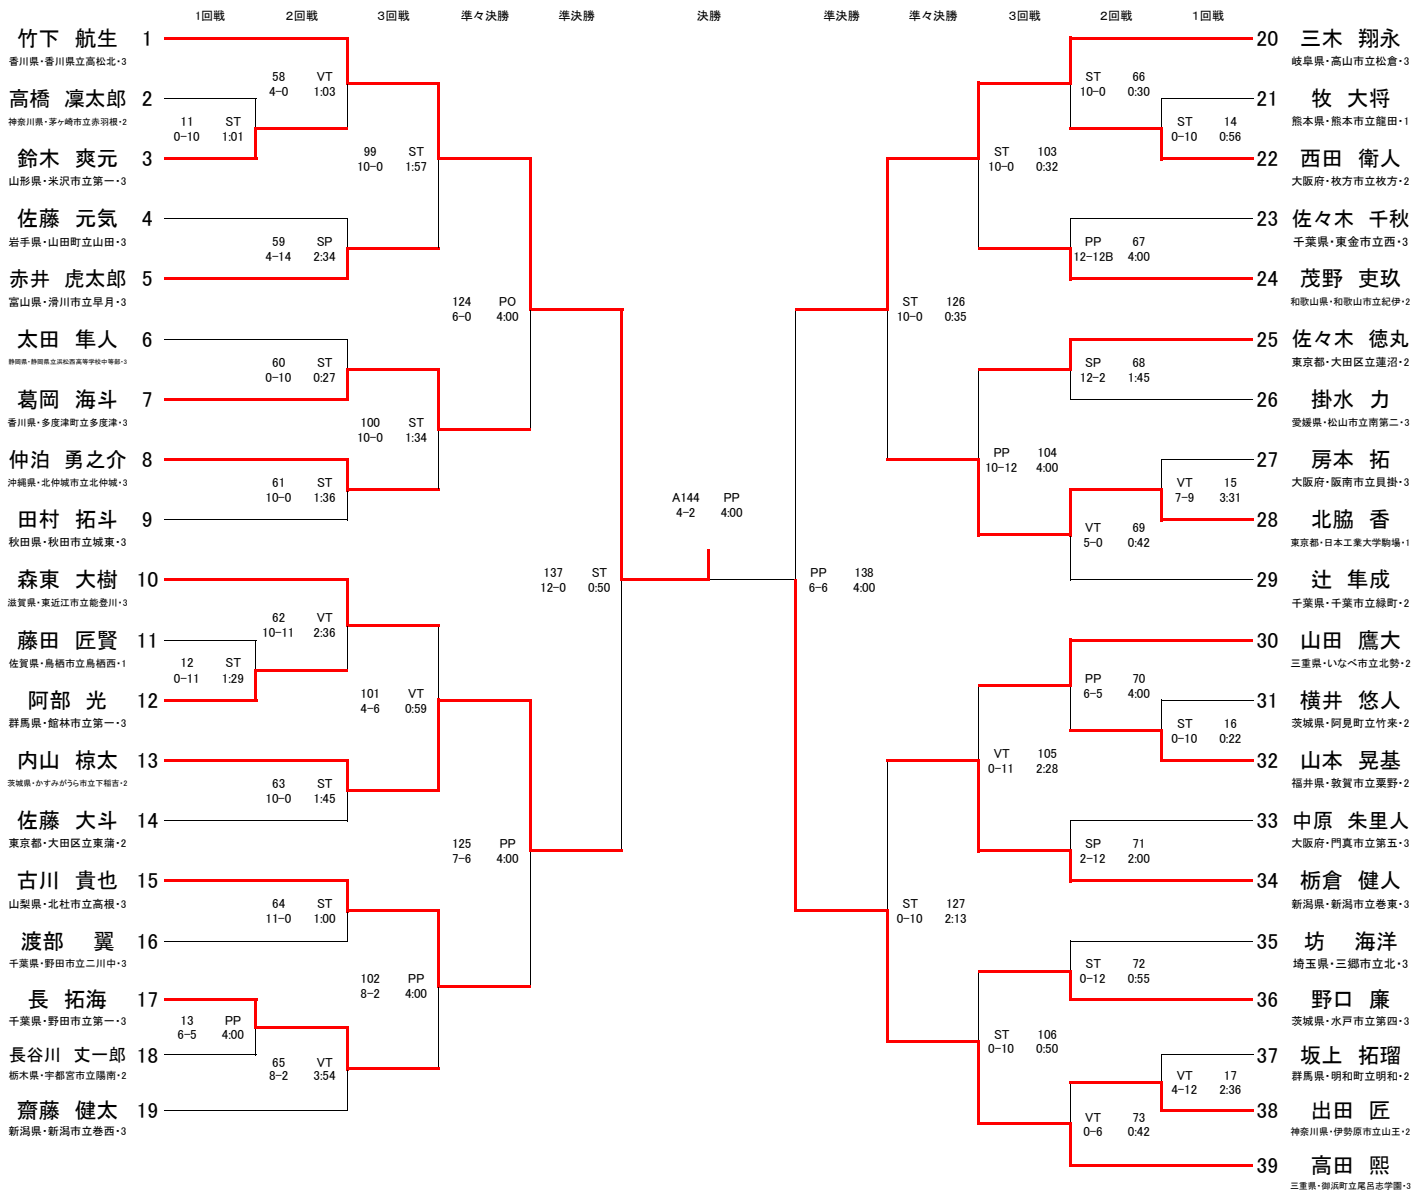 1回戦 2回戦 3回戦 準々決勝 準決勝 決勝 準決勝 準々決勝 3回戦 2回戦 1回戦
竹下 航生 1
香川県・香川県立高松北・3
高橋 凜太郎 2
神奈川県・茅ヶ崎市立赤羽根・2
鈴木 爽元 3
山形県・米沢市立第一・3
佐藤 元気 4
岩手県・山田町立山田・3
赤井 虎太郎 5
富山県・滑川市立早月・3
太田 隼人 6
静岡県・静岡県立浜松西高等学校中等部・3
葛岡 海斗 7
香川県・多度津町立多度津・3
仲泊 勇之介 8
沖縄県・北仲城市立北仲城・3
田村 拓斗 9
秋田県・秋田市立城東・3
森東 大樹 10
滋賀県・東近江市立能登川・3
藤田 匠賢 11
佐賀県・鳥栖市立鳥栖西・1
阿部 光 12
群馬県・館林市立第一・3
内山 椋太 13
茨城県・かすみがうら市立下稲吉・2
佐藤 大斗 14
東京都・大田区立東蒲・2
古川 貴也 15
山梨県・北杜市立高根・3
渡部 翼 16
千葉県・野田市立二川中・3
長 拓海 17
千葉県・野田市立第一・3
長谷川 丈一郎 18
栃木県・宇都宮市立陽南・2
齋藤 健太 19
新潟県・新潟市立巻西・3
11 ST
0-10 1:01
12 ST
0-11 1:29
13 PP
6-5 4:00
58 VT
4-0 1:03
59 SP
4-14 2:34
60 ST
0-10 0:27
61 ST
10-0 1:36
62 VT
10-11 2:36
63 ST
10-0 1:45
64 ST
11-0 1:00
65 VT
8-2 3:54
99 ST
10-0 1:57
100 ST
10-0 1:34
101 VT
4-6 0:59
102 PP
8-2 4:00
124 PO
6-0 4:00
125 PP
7-6 4:00
137 ST
12-0 0:50
A144 PP
4-2 4:00
PP 138
6-6 4:00
ST 126
10-0 0:35
ST 127
0-10 2:13
ST 103
10-0 0:32
PP 104
10-12 4:00
VT 105
0-11 2:28
ST 106
0-10 0:50
ST 66
10-0 0:30
PP 67
12-12B 4:00
SP 68
12-2 1:45
VT 69
5-0 0:42
PP 70
6-5 4:00
SP 71
2-12 2:00
ST 72
0-12 0:55
VT 73
0-6 0:42
ST 14
0-10 0:56
VT 15
7-9 3:31
ST 16
0-10 0:22
VT 17
4-12 2:36
20 三木 翔永
岐阜県・高山市立松倉・3
21 牧 大将
熊本県・熊本市立龍田・1
22 西田 衛人
大阪府・枚方市立枚方・2
23 佐々木 千秋
千葉県・東金市立西・3
24 茂野 吏玖
和歌山県・和歌山市立紀伊・2
25 佐々木 徳丸
東京都・大田区立蓮沼・2
26 掛水 力
愛媛県・松山市立南第二・3
27 房本 拓
大阪府・阪南市立貝掛・3
28 北脇 香
東京都・日本工業大学駒場・1
29 辻 隼成
千葉県・千葉市立緑町・2
30 山田 鷹大
三重県・いなべ市立北勢・2
31 横井 悠人
茨城県・阿見町立竹来・2
32 山本 晃基
福井県・敦賀市立粟野・2
33 中原 朱里人
大阪府・門真市立第五・3
34 栃倉 健人
新潟県・新潟市立巻東・3
35 坊 海洋
埼玉県・三郷市立北・3
36 野口 廉
茨城県・水戸市立第四・3
37 坂上 拓瑠
群馬県・明和町立明和・2
38 出田 匠
神奈川県・伊勢原市立山王・2
39 高田 熙
三重県・御浜町立尾呂志学園・3